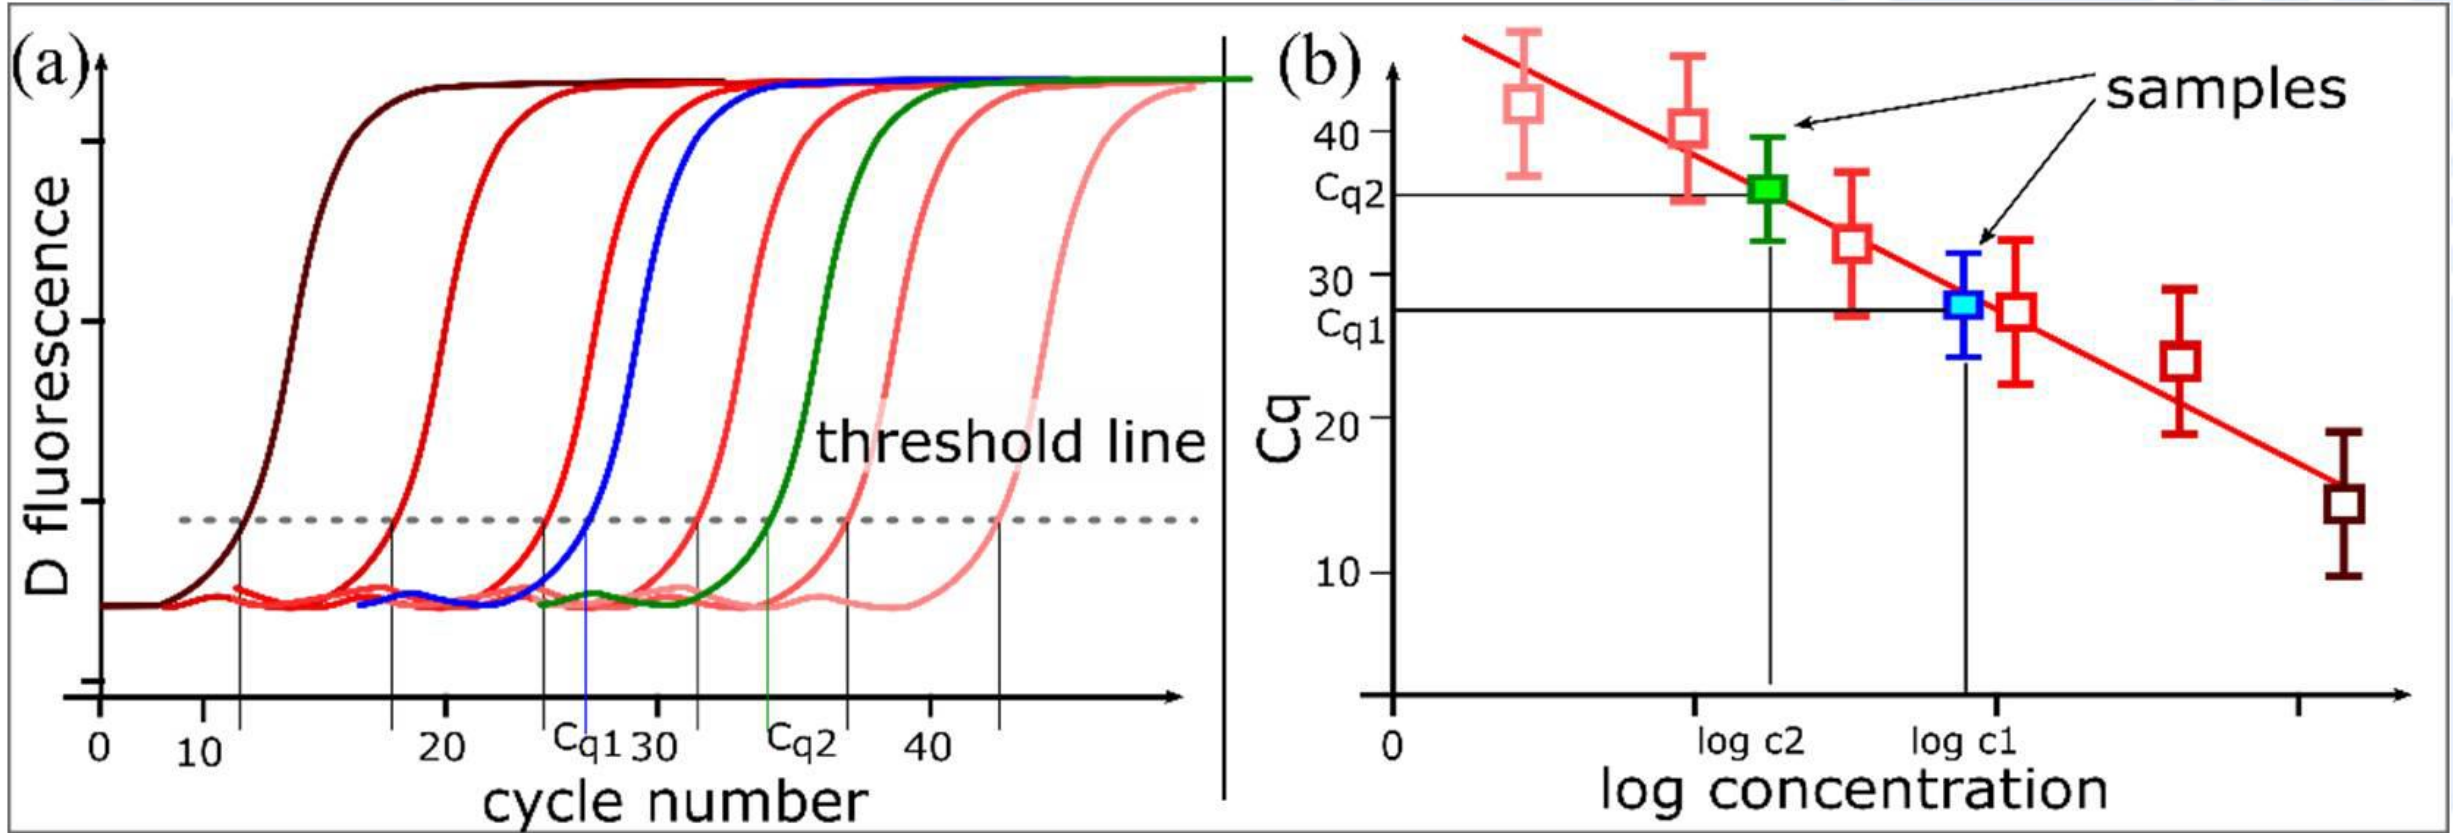 (a)
D fluorescence
threshold line
0
10
20
Cq1
30
Cq2
40
cycle number
(b)
samples
40
Cq2
30
Cq1
20
10
Cq
0
log c2
log c1
log concentration